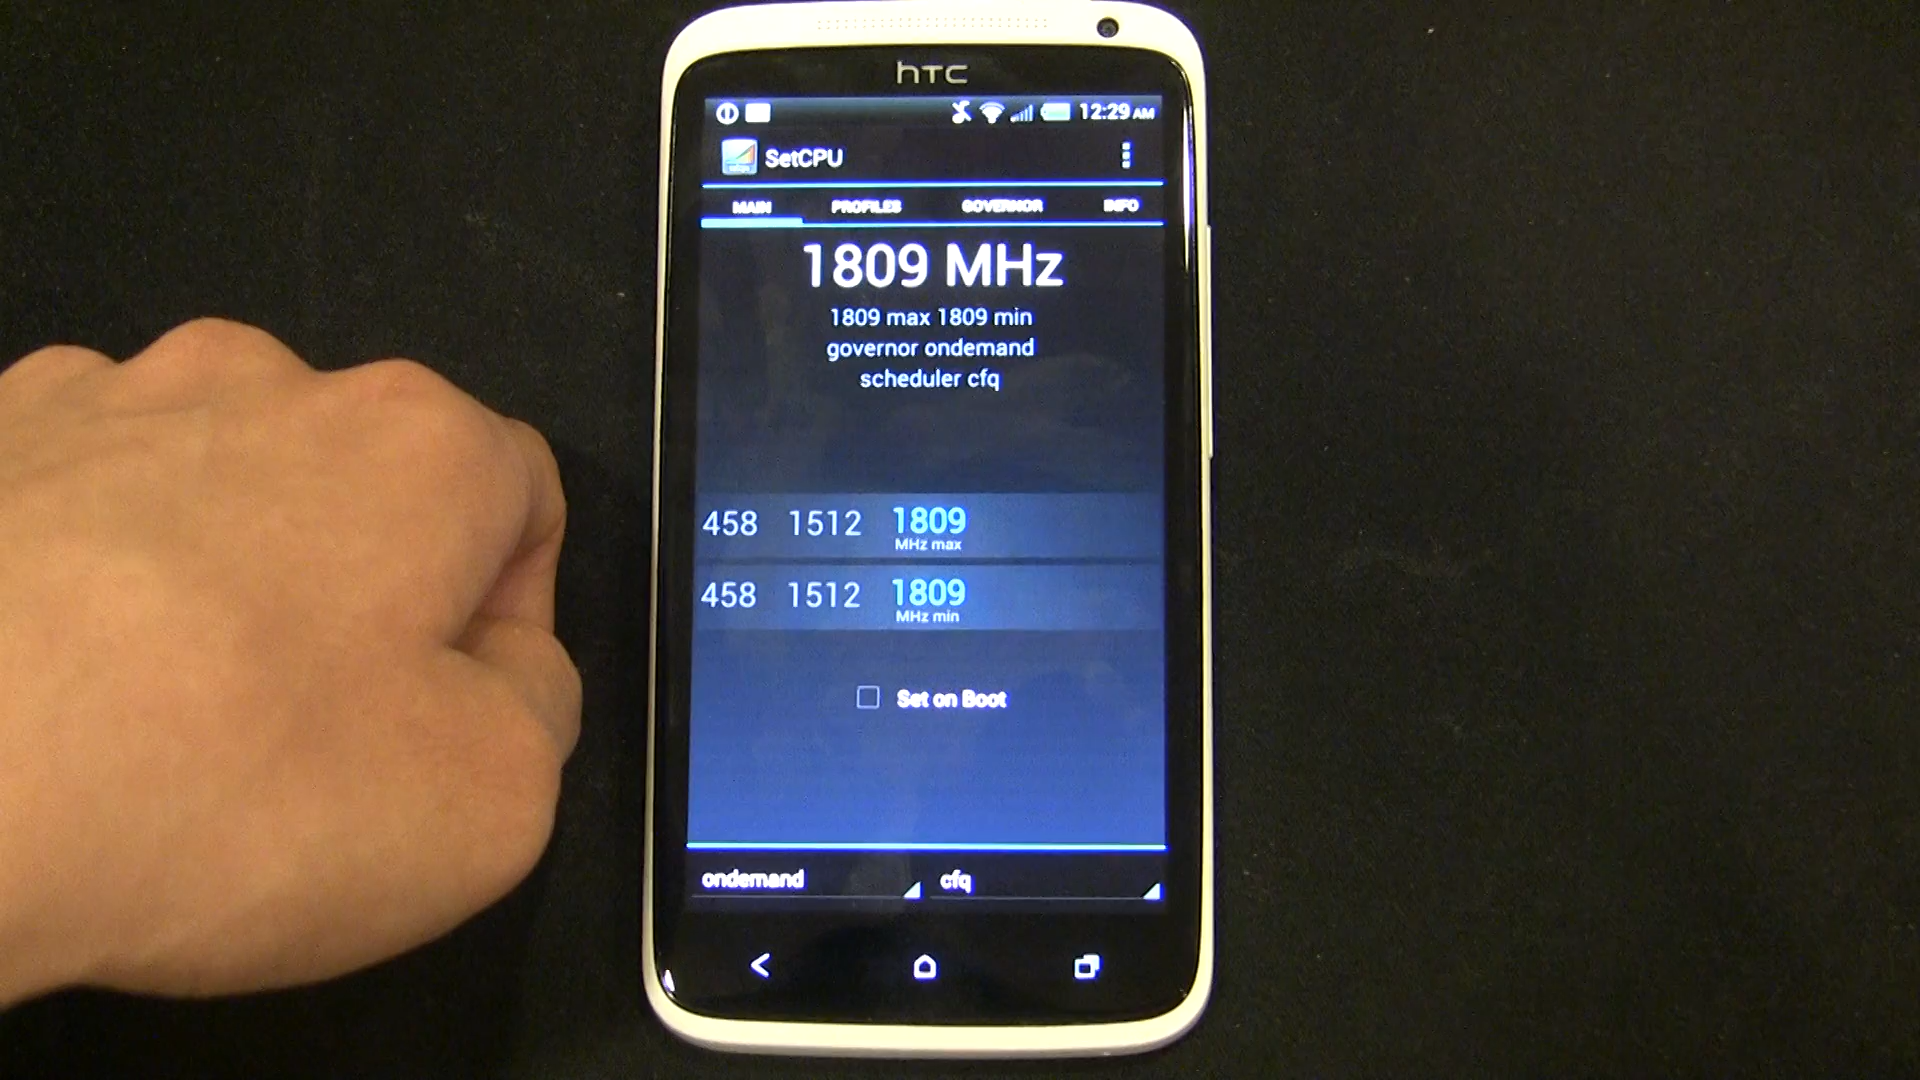 hTC
12:29 AM
SetCPU
MAIN PROFILES GOVERNOR INFO
1809 MHz
1809 max 1809 min
governor ondemand
scheduler cfq
458 1512 1809
MHz max
458 1512 1809
MHz min
Set on Boot
ondemand cfq